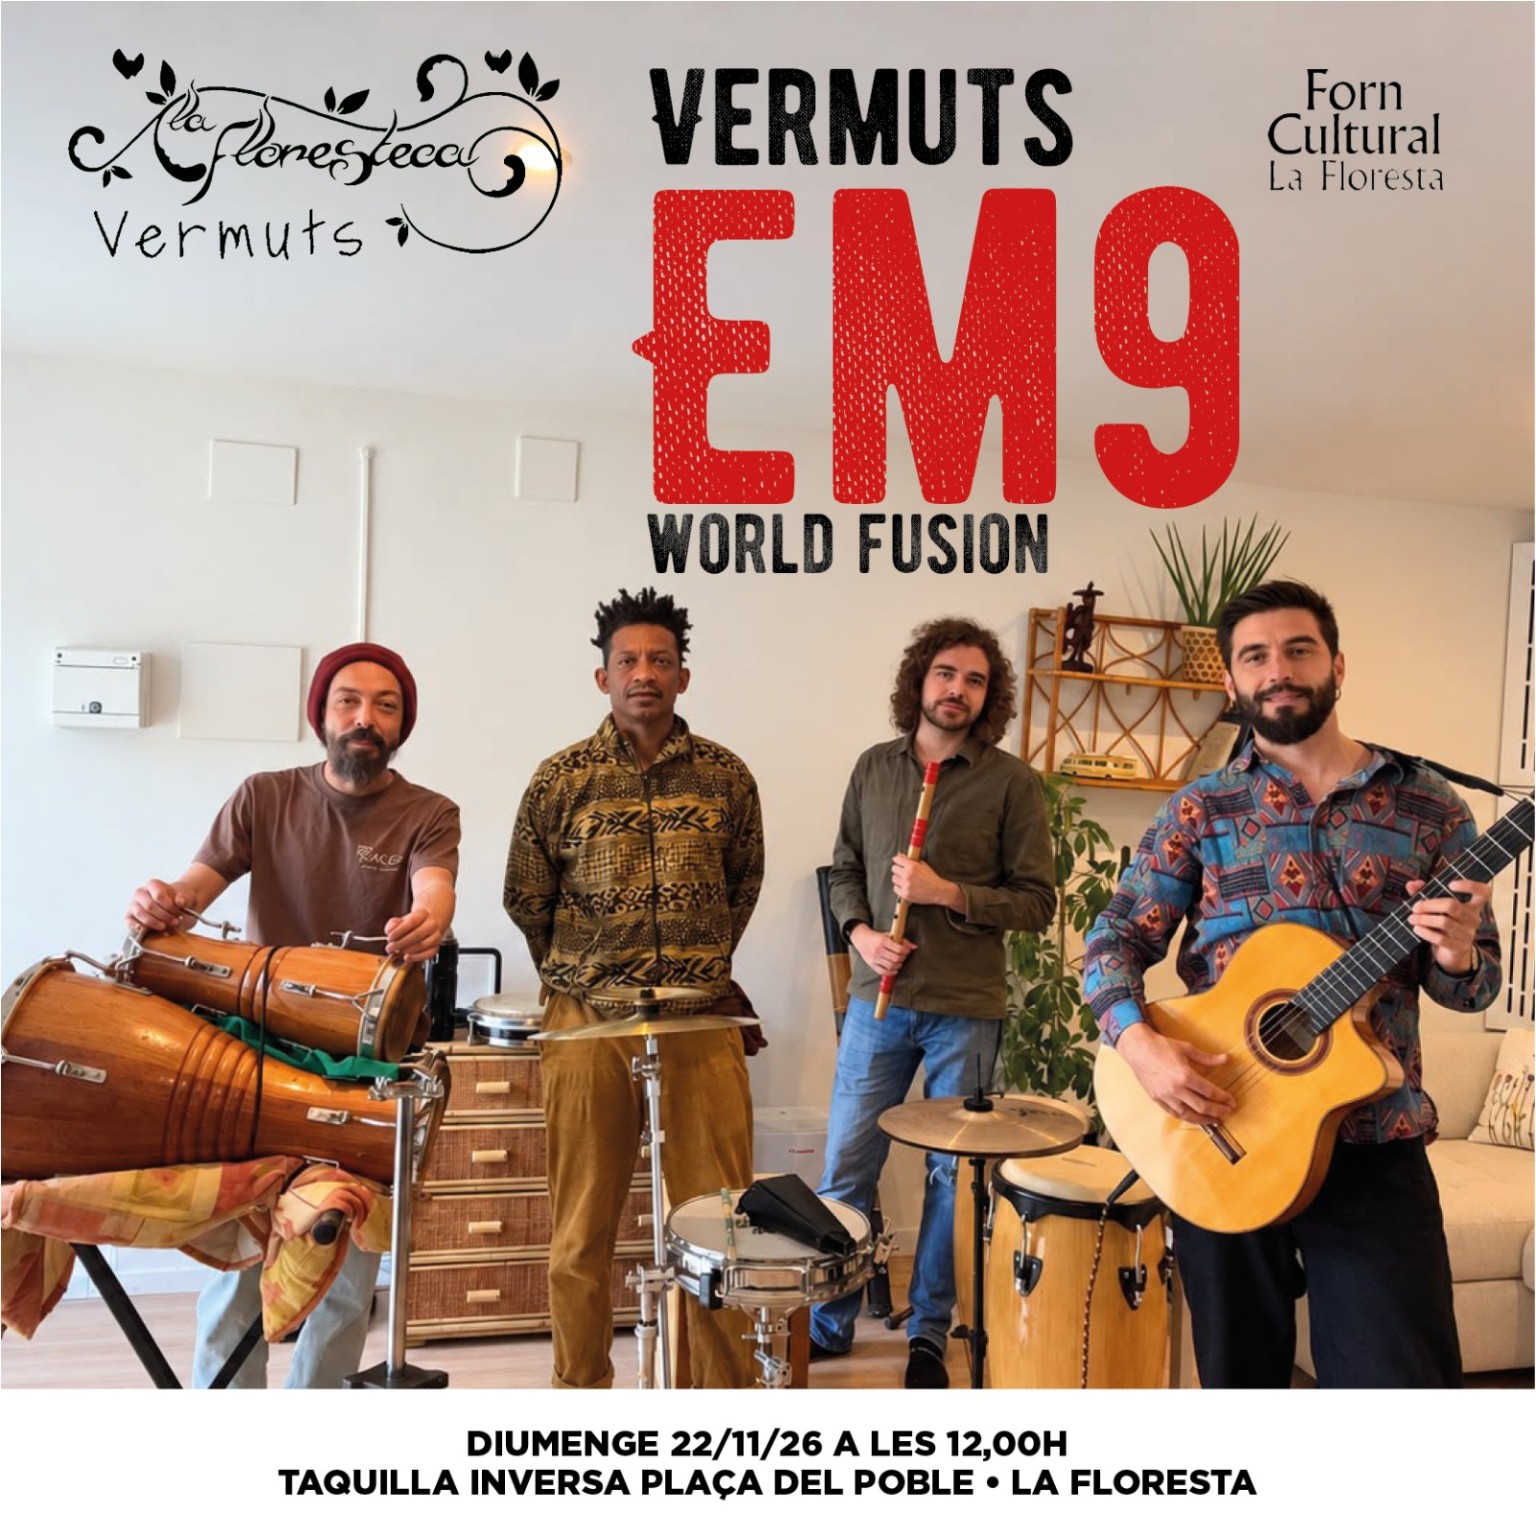 la floresteca
Vermuts
VERMUTS
EM9
WORLD FUSION
Forn
Cultural
La Floresta
DIUMENGE 22/11/26 A LES 12,00H
TAQUILLA INVERSA PLAÇA DEL POBLE • LA FLORESTA